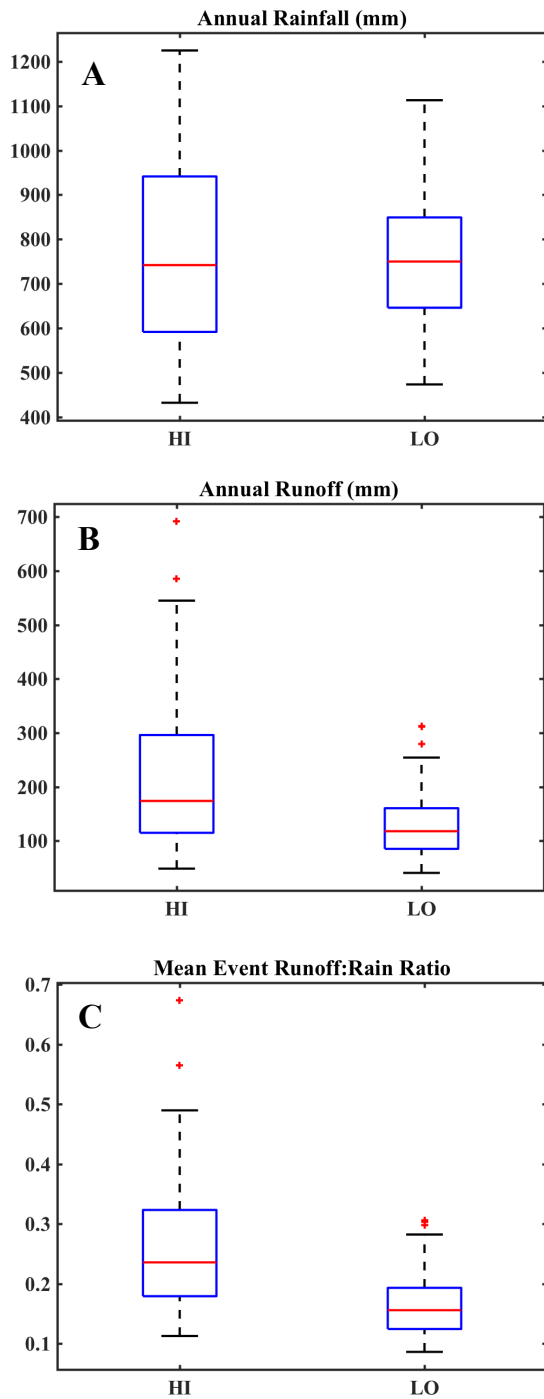 Annual Rainfall (mm)
A
1200
1100
1000
900
800
700
600
500
400
HI LO
Annual Runoff (mm)
B
700
600
500
400
300
200
100
HI LO
Mean Event Runoff:Rain Ratio
C
0.7
0.6
0.5
0.4
0.3
0.2
0.1
HI LO